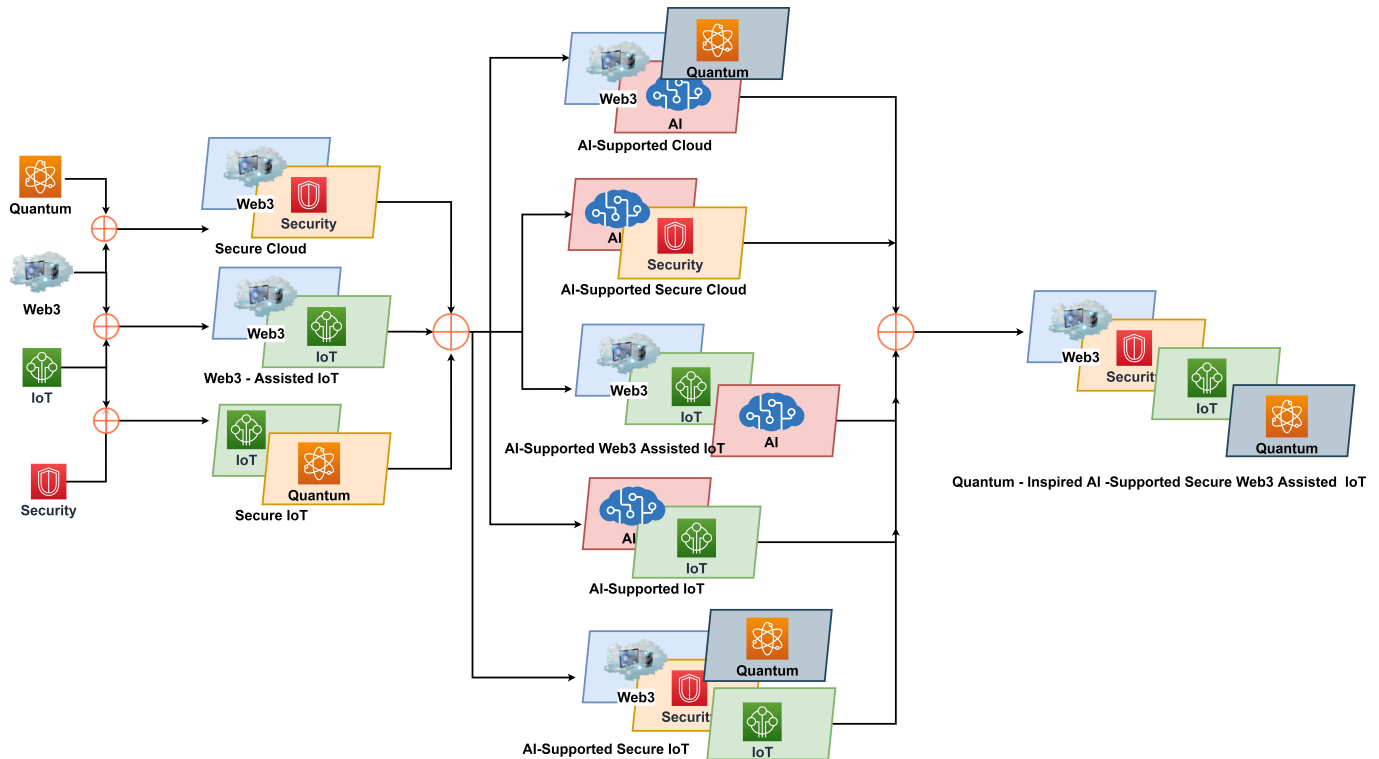 Quantum
Web3
IoT
Security
Web3
Security
Secure Cloud
Web3
IoT
Web3 - Assisted IoT
IoT
Quantum
Secure IoT
Quantum
Web3
AI
AI-Supported Cloud
AI
Security
AI-Supported Secure Cloud
Web3
IoT
AI
AI-Supported Web3 Assisted IoT
AI
IoT
AI-Supported IoT
Quantum
Web3
Securit
IoT
AI-Supported Secure IoT
Web3
Securit
IoT
Quantum
Quantum - Inspired AI -Supported Secure Web3 Assisted IoT